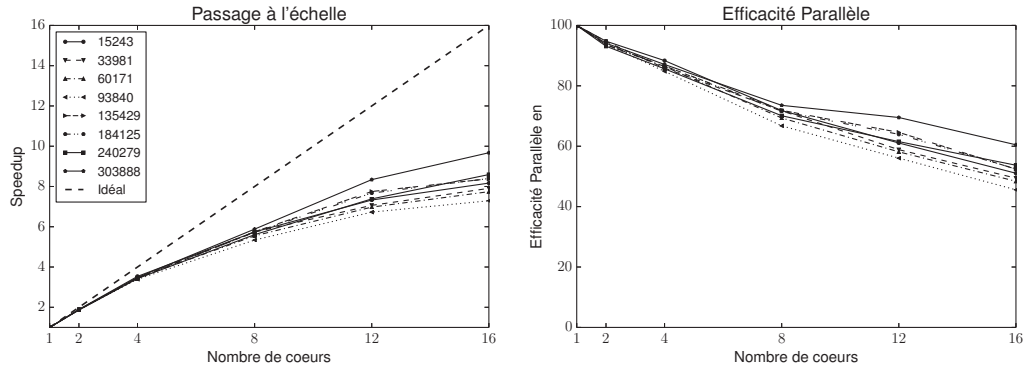 Passage à l'échelle
16
14
12
10
8
6
4
2
Speedup
15243
33981
60171
93840
135429
184125
240279
303888
Idéal
1 2 4 8 12 16
Nombre de coeurs
Efficacité Parallèle
100
80
60
40
20
0
Efficacité Parallèle en
1 2 4 8 12 16
Nombre de coeurs